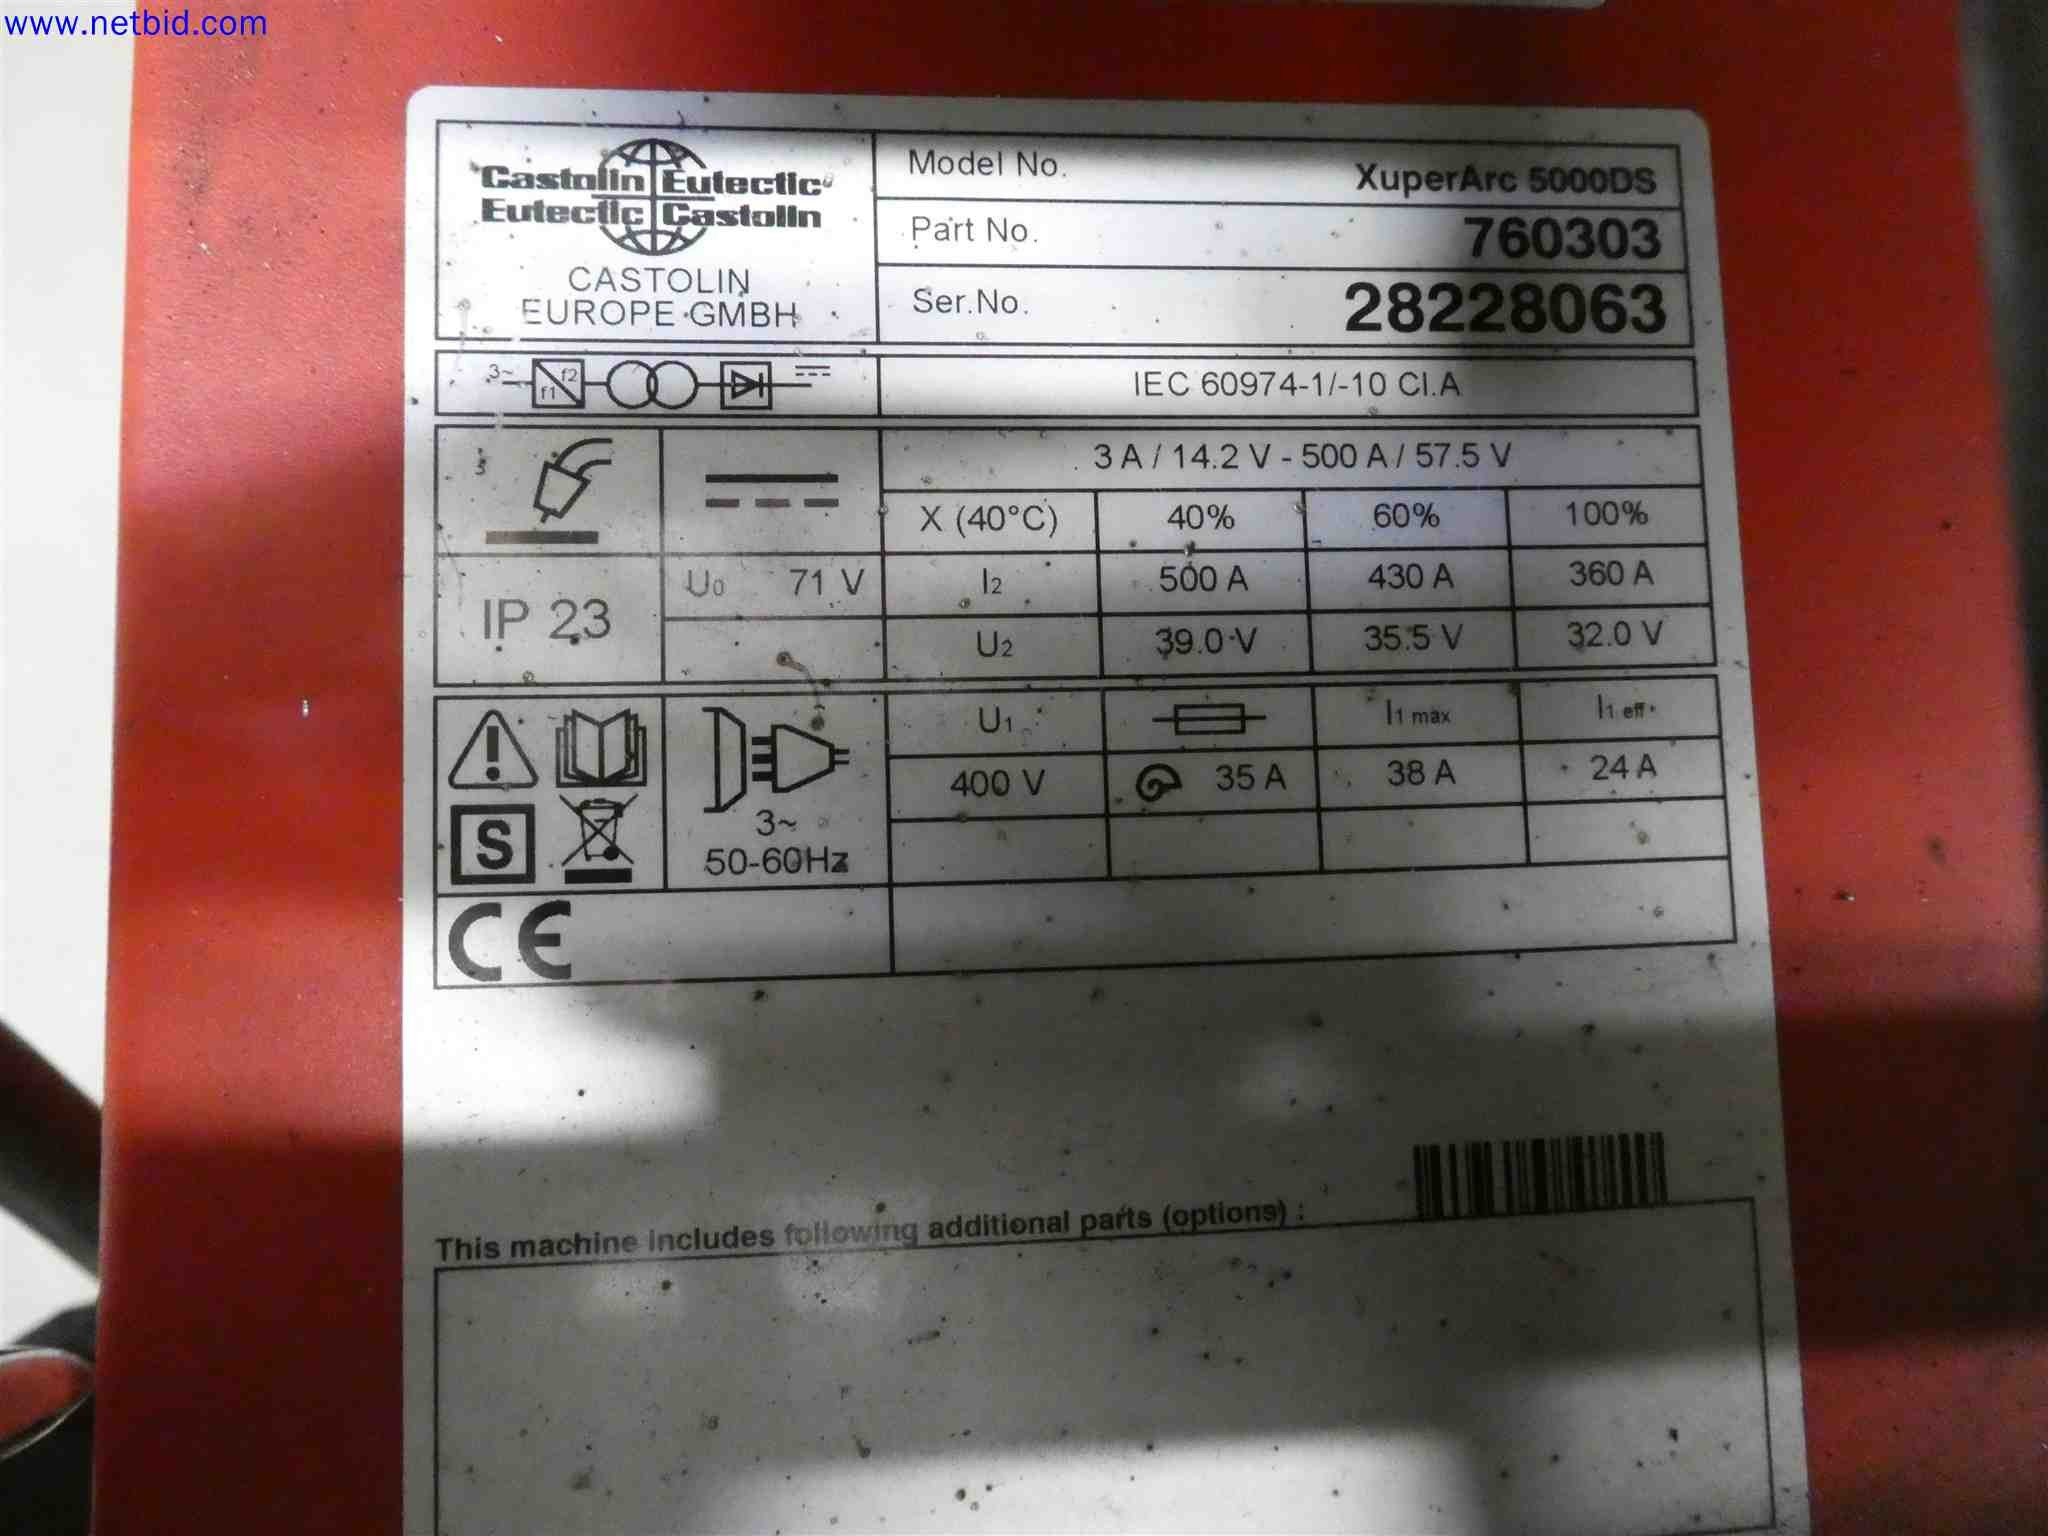 www.netbid.com
Castolin Eutectic
Eutectic Castolin
CASTOLIN
EUROPE GMBH
Model No. XuperArc 5000DS
Part No. 760303
Ser.No. 28228063
3~ f1 f2
IEC 60974-1/-10 Cl.A
3 A / 14.2 V - 500 A / 57.5 V
X (40°C) 40% 60% 100%
U0 71 V
I2 500 A 430 A 360 A
IP 23
U2 39.0 V 35.5 V 32.0 V
U1 I1 max I1 eff
400 V 35 A 38 A 24 A
S
3~
50-60Hz
CE
This machine includes following additional parts (options) :